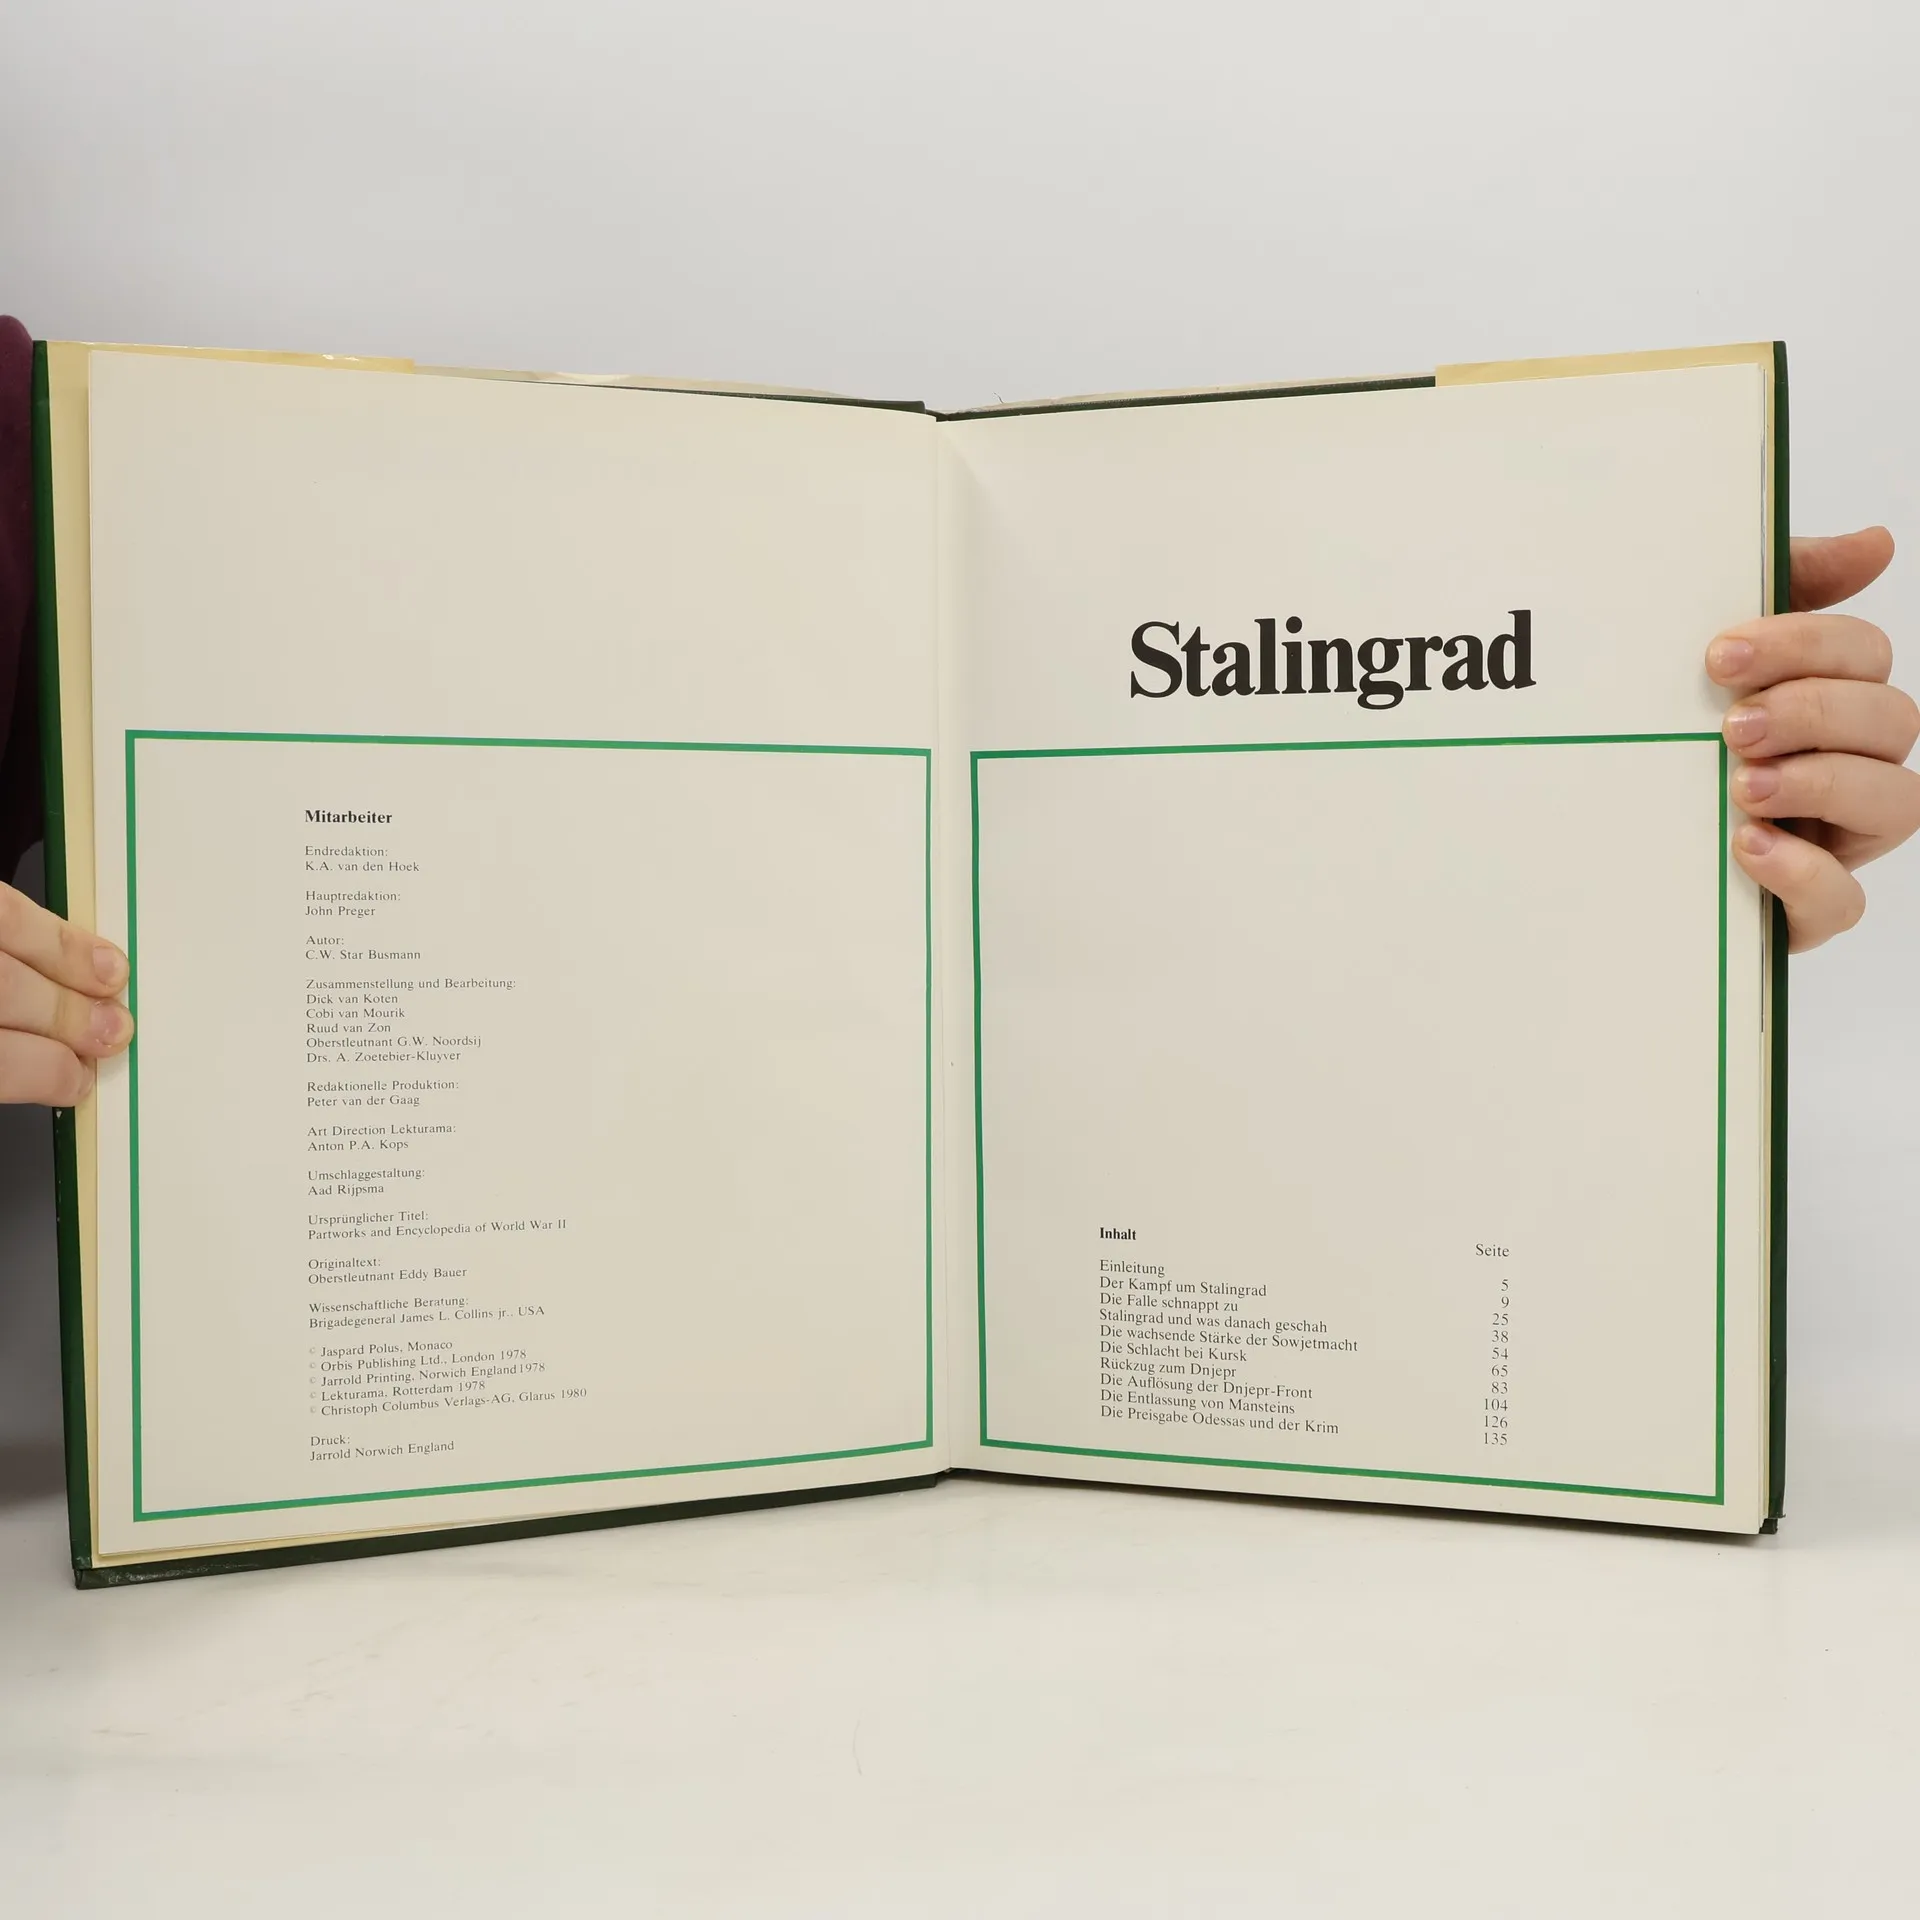 Mitarbeiter
Endredaktion:
K.A. van den Hoek
Hauptredaktion:
John Preger
Autor:
C.W. Star Busmann
Zusammenstellung und Bearbeitung:
Dick van Koten
Cobi van Mourik
Ruud van Zon
Oberstleutnant G.W. Noordsij
Drs. A. Zoetebier-Kluyver
Redaktionelle Produktion:
Peter van der Gaag
Art Direction Lekturama:
Anton P.A. Kops
Umschlaggestaltung:
Aad Rijpsma
Ursprünglicher Titel:
Partworks and Encyclopedia of World War II
Originaltext:
Oberstleutnant Eddy Bauer
Wissenschaftliche Beratung:
Brigadegeneral James L. Collins jr., USA
© Jaspard Polus, Monaco
© Orbis Publishing Ltd., London 1978
© Jarrold Printing, Norwich England 1978
© Lekturama, Rotterdam 1978
© Christoph Columbus Verlags-AG, Glarus 1980
Druck:
Jarrold Norwich England
Stalingrad
Inhalt
Seite
Einleitung 5
Der Kampf um Stalingrad 9
Die Falle schnappt zu 25
Stalingrad und was danach geschah 38
Die wachsende Stärke der Sowjetmacht 54
Die Schlacht bei Kursk 65
Rückzug zum Dnjepr 83
Die Auflösung der Dnjepr-Front 104
Die Entlassung von Mansteins 126
Die Preisgabe Odessas und der Krim 135